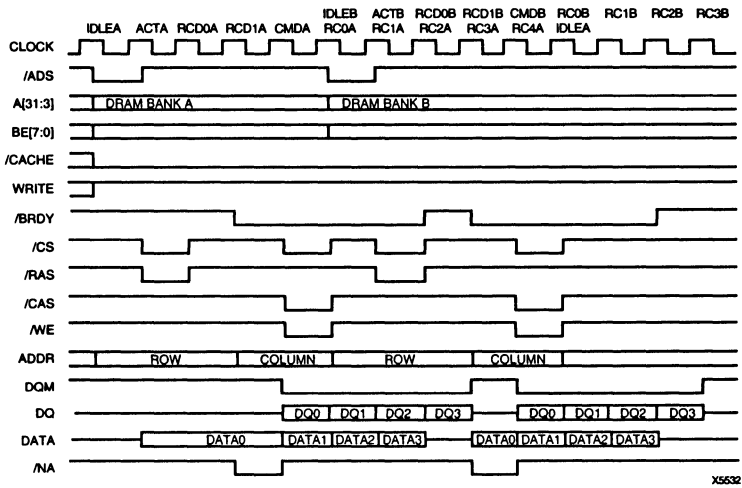 IDLEB ACTB RCD0B RCD1B CMDB RC0B RC1B RC2B RC3B
IDLEA ACTA RCD0A RCD1A CMDA RC0A RC1A RC2A RC3A RC4A IDLEA
CLOCK
/ADS
A[31:3] DRAM BANK A DRAM BANK B
BE[7:0]
/CACHE
WRITE
/BRDY
/CS
/RAS
/CAS
/WE
ADDR ROW COLUMN ROW COLUMN
DQM
DQ DQ0 DQ1 DQ2 DQ3 DQ0 DQ1 DQ2 DQ3
DATA DATA0 DATA1 DATA2 DATA3 DATA0 DATA1 DATA2 DATA3
/NA
X5532